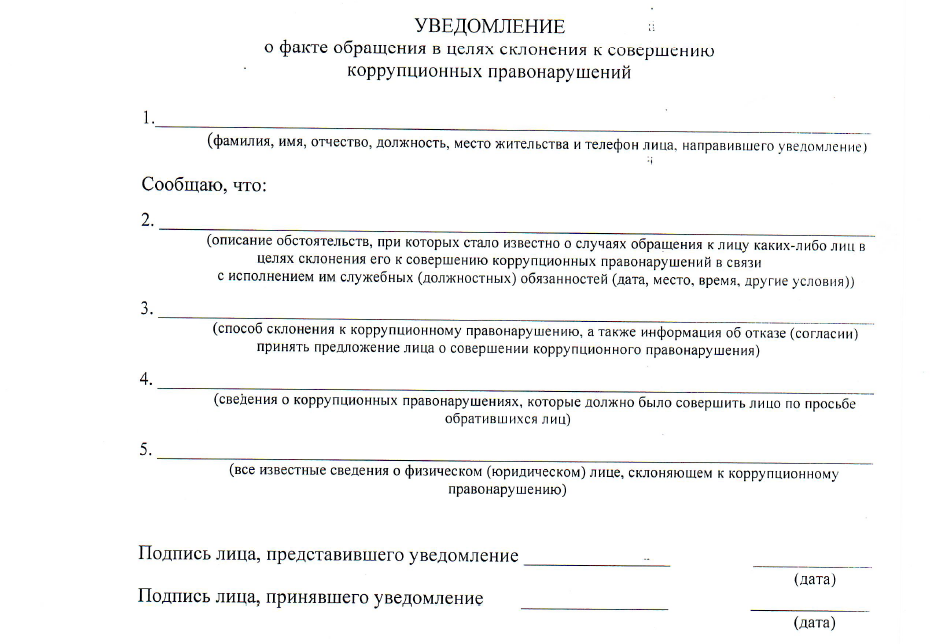 УВЕДОМЛЕНИЕ
о факте обращения в целях склонения к совершению
коррупционных правонарушений
1.
(фамилия, имя, отчество, должность, место жительства и телефон лица, направившего уведомление)
Сообщаю, что:
2.
(описание обстоятельств, при которых стало известно о случаях обращения к лицу каких-либо лиц в
целях склонения его к совершению коррупционных правонарушений в связи
с исполнением им служебных (должностных) обязанностей (дата, место, время, другие условия))
3.
(способ склонения к коррупционному правонарушению, а также информация об отказе (согласии)
принять предложение лица о совершении коррупционного правонарушения)
4.
(сведения о коррупционных правонарушениях, которые должно было совершить лицо по просьбе
обратившихся лиц)
5.
(все известные сведения о физическом (юридическом) лице, склоняющем к коррупционному
правонарушению)
Подпись лица, представившего уведомление
(дата)
Подпись лица, принявшего уведомление
(дата)